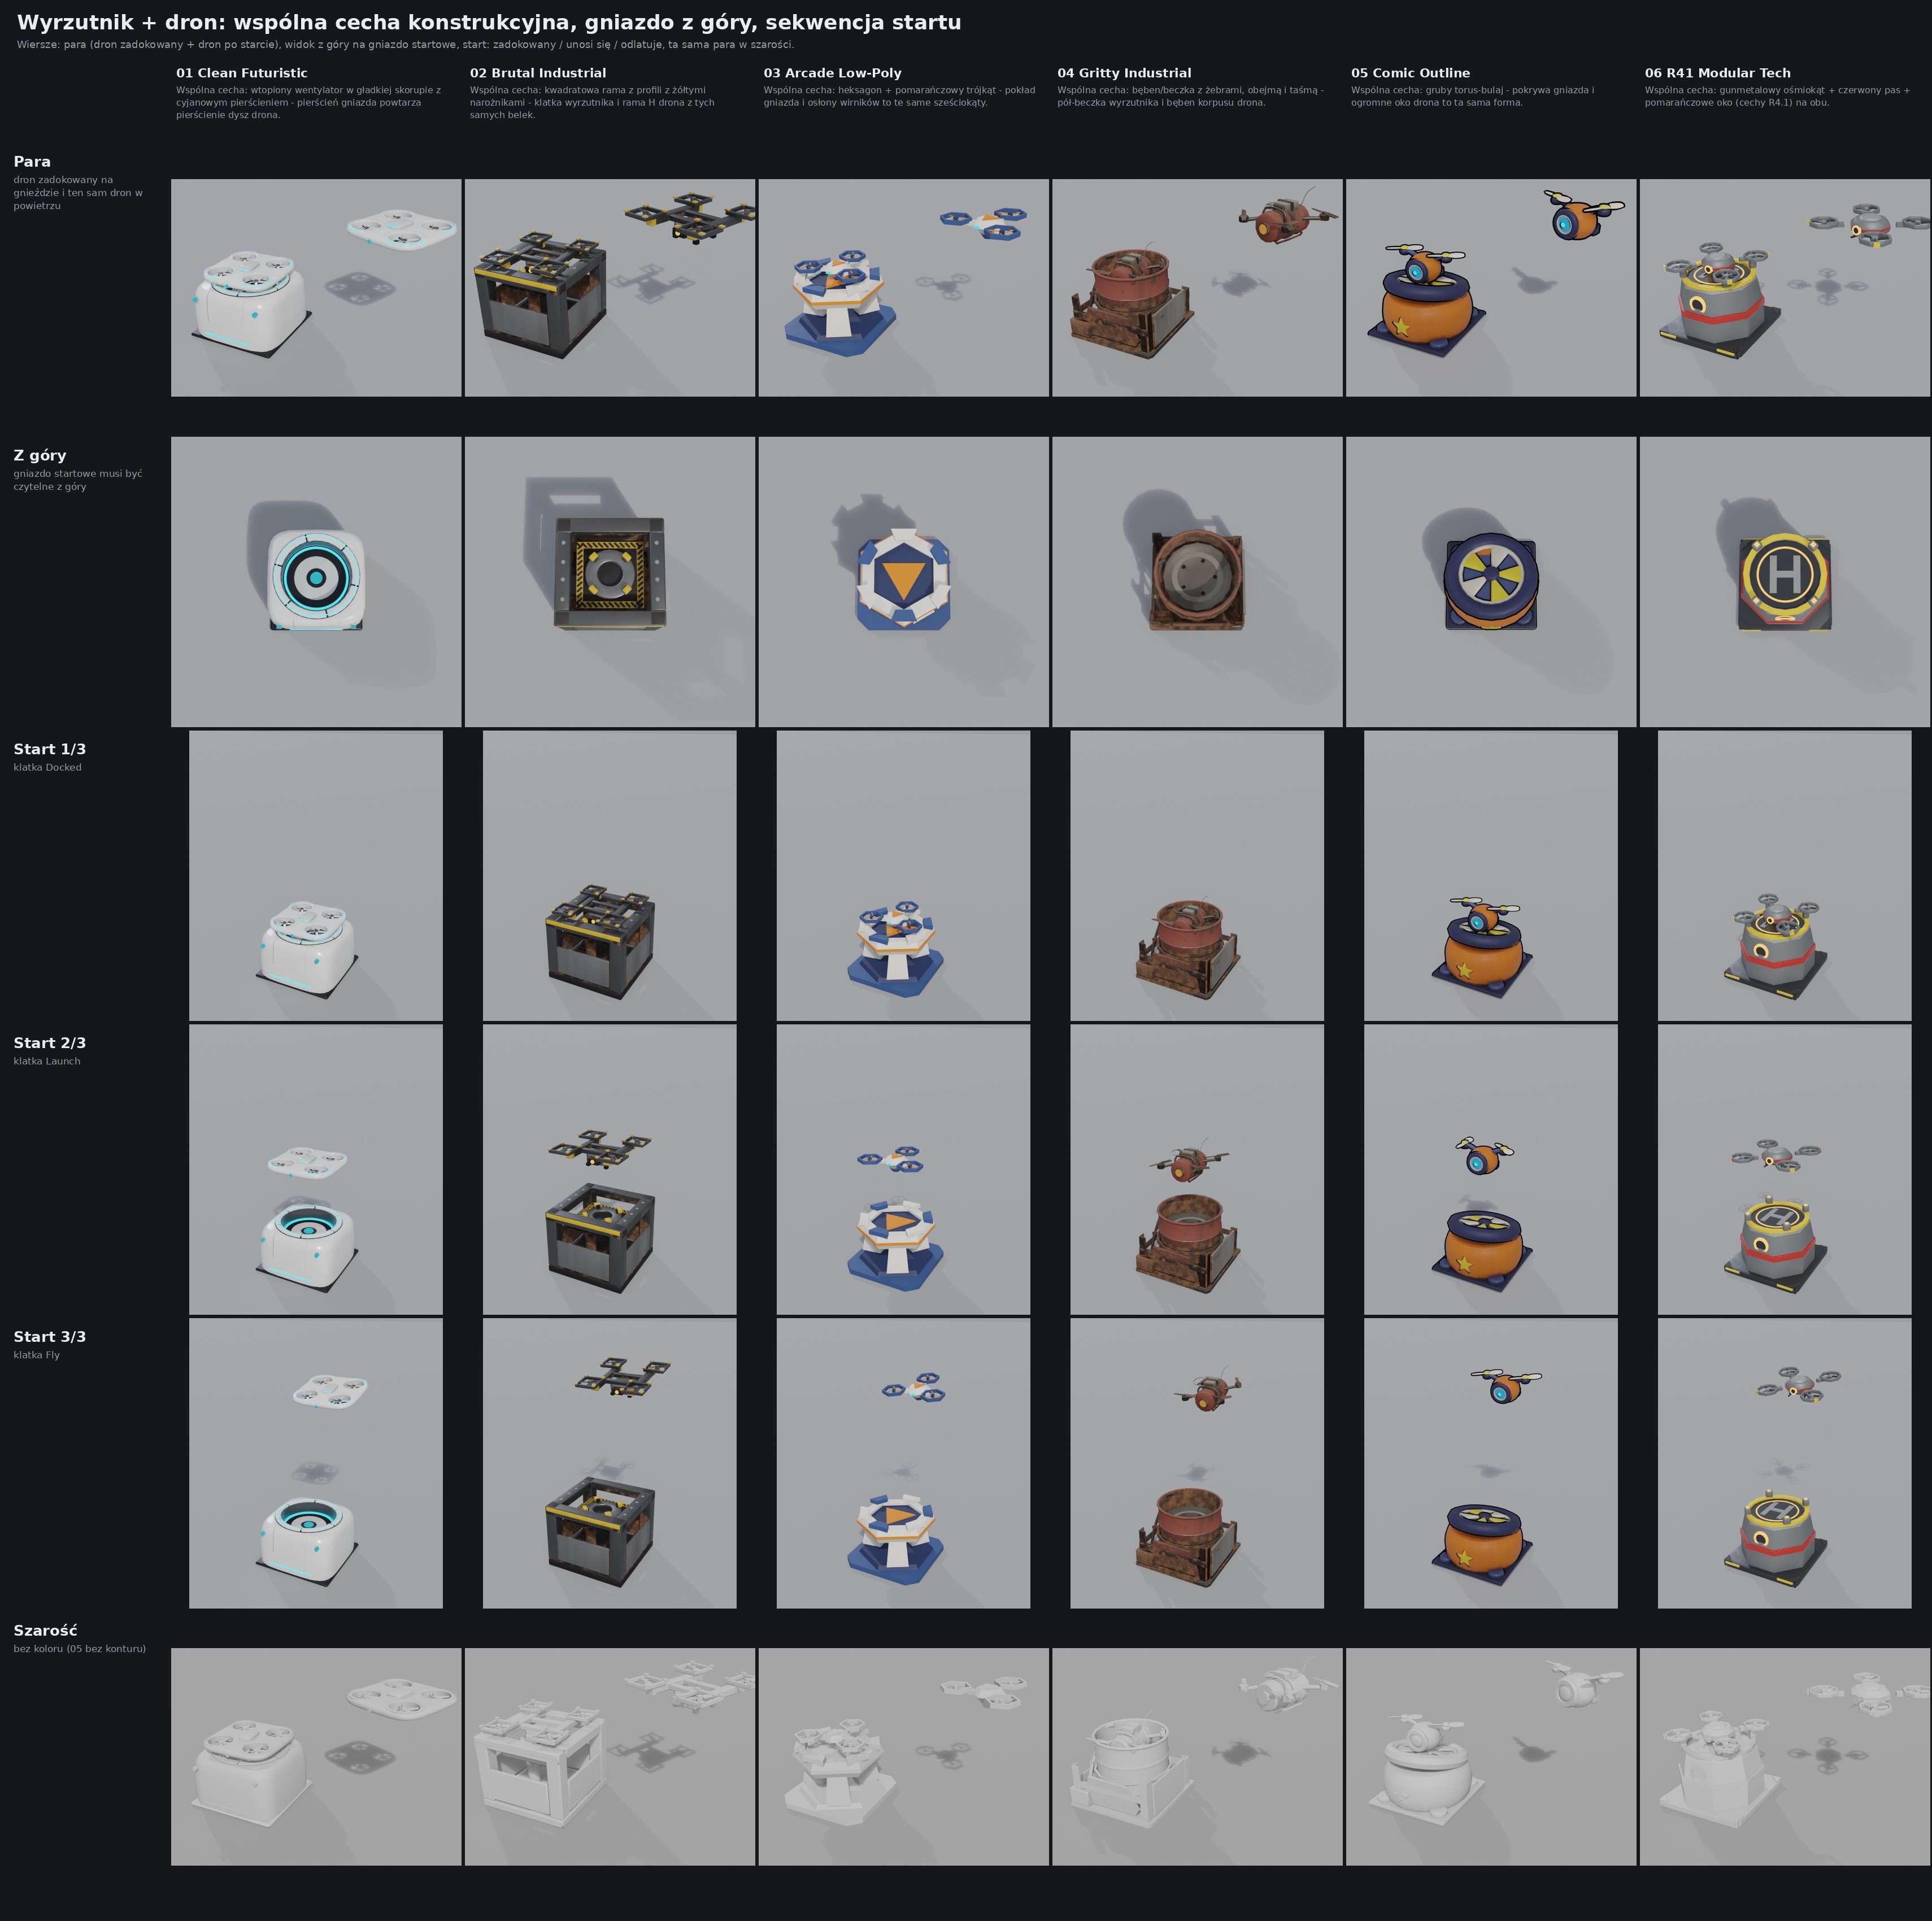 Wyrzutnik + dron: wspólna cecha konstrukcyjna, gniazdo z góry, sekwencja startu
Wiersze: para (dron zadokowany + dron po starcie), widok z góry na gniazdo startowe, start: zadokowany / unosi się / odlatuje, ta sama para w szarości.
01 Clean Futuristic
Wspólna cecha: wtopiony wentylator w gładkiej skorupie z
cyjanowym pierścieniem - pierścień gniazda powtarza
pierścienie dysz drona.
02 Brutal Industrial
Wspólna cecha: kwadratowa rama z profili z żółtymi
narożnikami - klatka wyrzutnika i rama H drona z tych
samych belek.
03 Arcade Low-Poly
Wspólna cecha: heksagon + pomarańczowy trójkąt - pokład
gniazda i osłony wirników to te same sześciokąty.
04 Gritty Industrial
Wspólna cecha: bęben/beczka z żebrami, obejmą i taśmą -
pół-beczka wyrzutnika i bęben korpusu drona.
05 Comic Outline
Wspólna cecha: gruby torus-bulaj - pokrywa gniazda i
ogromne oko drona to ta sama forma.
06 R41 Modular Tech
Wspólna cecha: gunmetalowy ośmiokąt + czerwony pas +
pomarańczowe oko (cechy R4.1) na obu.
Para
dron zadokowany na
gnieździe i ten sam dron w
powietrzu
Z góry
gniazdo startowe musi być
czytelne z góry
H
Start 1/3
klatka Docked
Start 2/3
klatka Launch
H
Start 3/3
klatka Fly
H
Szarość
bez koloru (05 bez konturu)